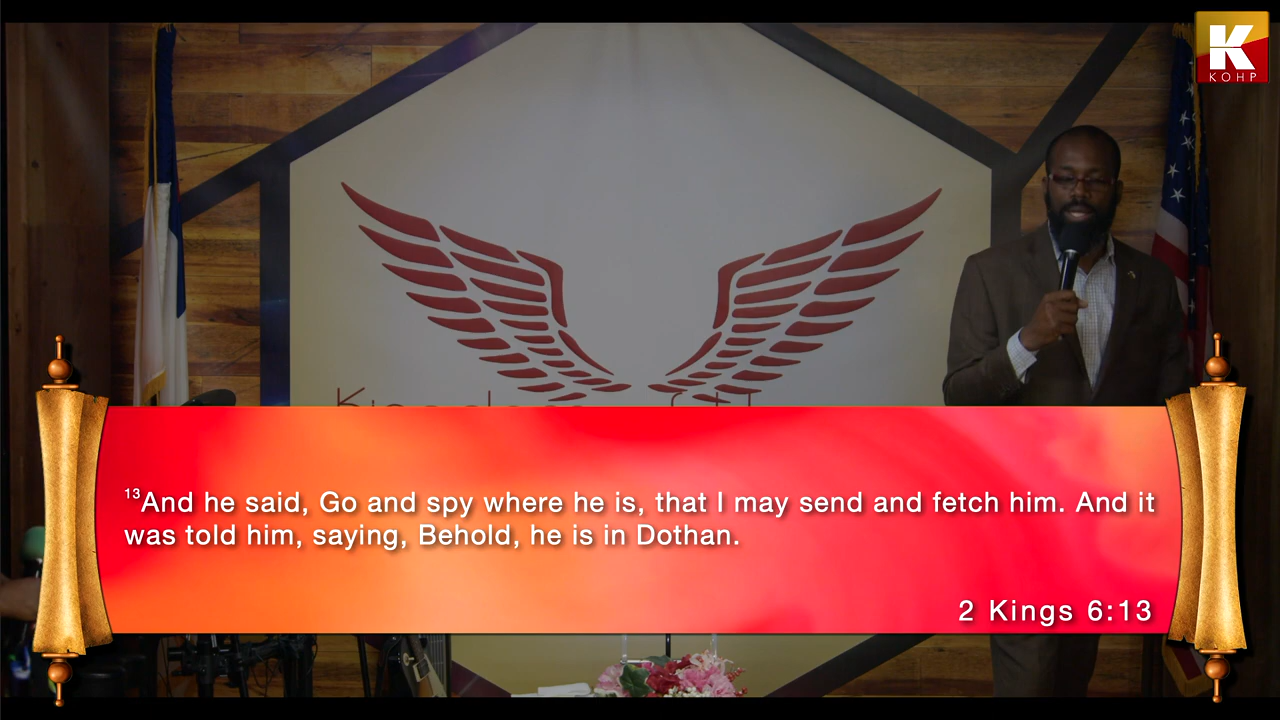 K
KOHP
13And he said, Go and spy where he is, that I may send and fetch him. And it
was told him, saying, Behold, he is in Dothan.
2 Kings 6:13